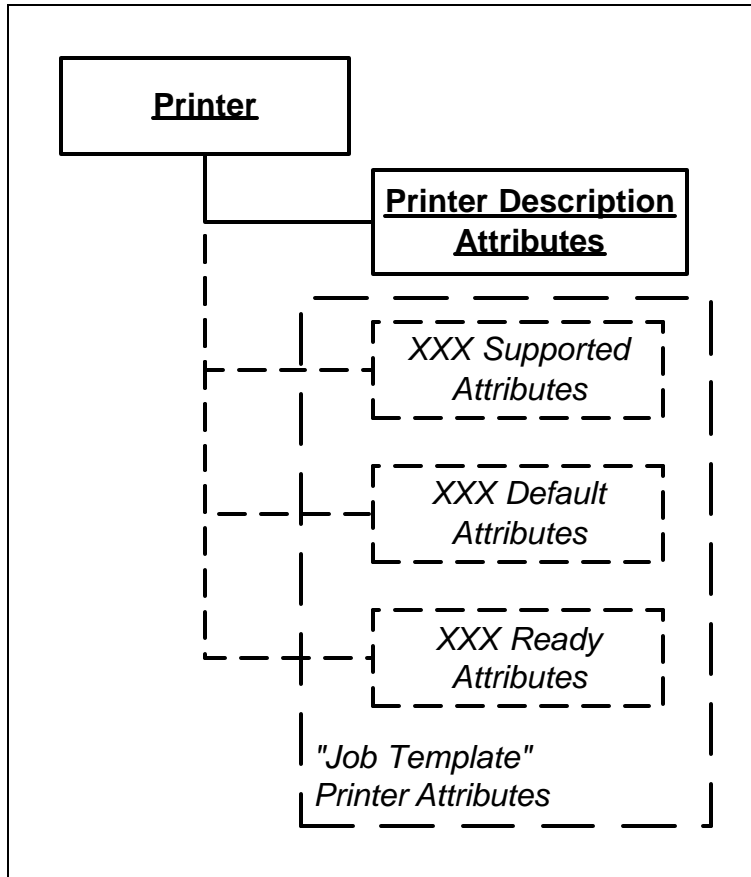 Printer
Printer Description
Attributes
XXX Supported
Attributes
XXX Default
Attributes
XXX Ready
Attributes
"Job Template"
Printer Attributes